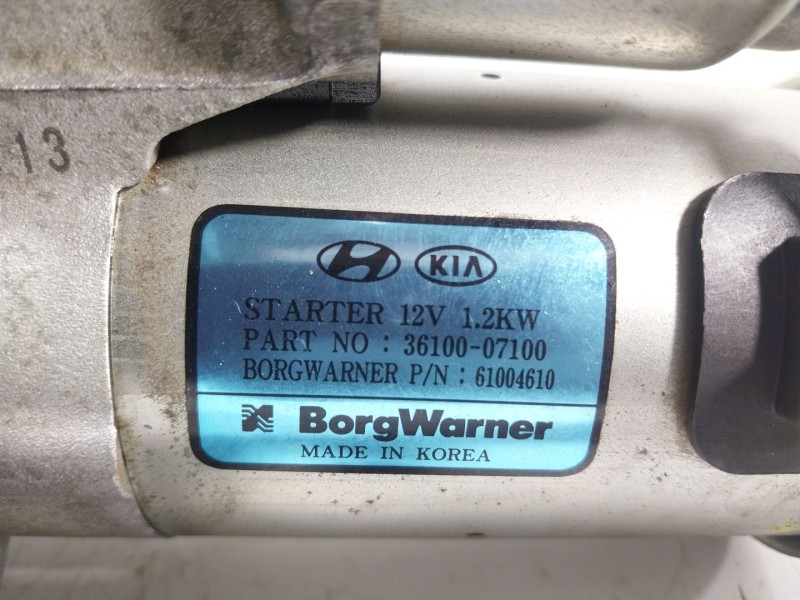 13
KIA
STARTER 12V 1.2KW
PART NO : 36100-07100
BORGWARNER P/N : 61004610
BorgWarner
MADE IN KOREA